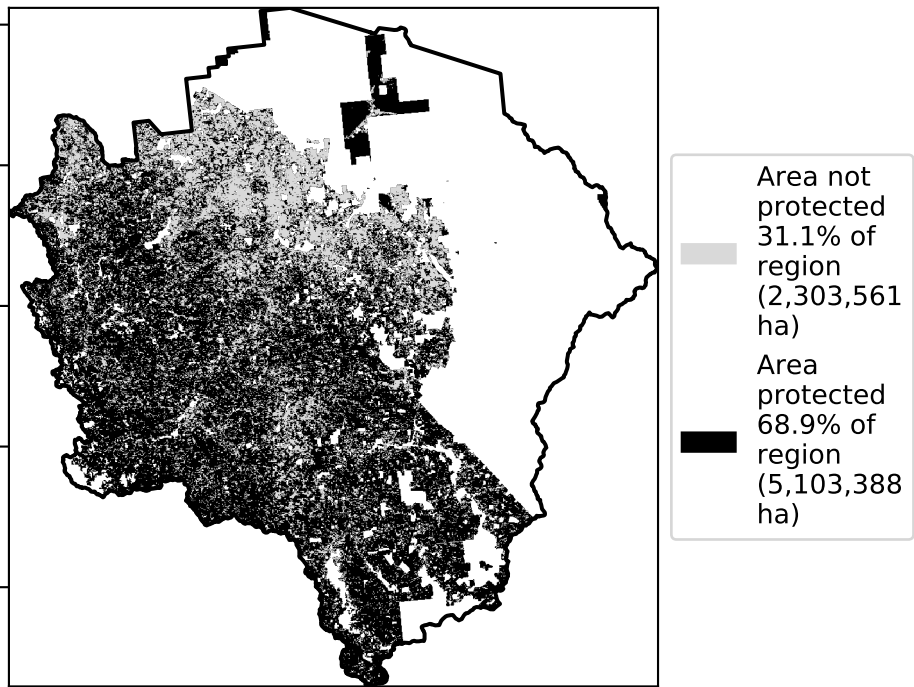 Area not
protected
31.1% of
region
(2,303,561
ha)
Area
protected
68.9% of
region
(5,103,388
ha)